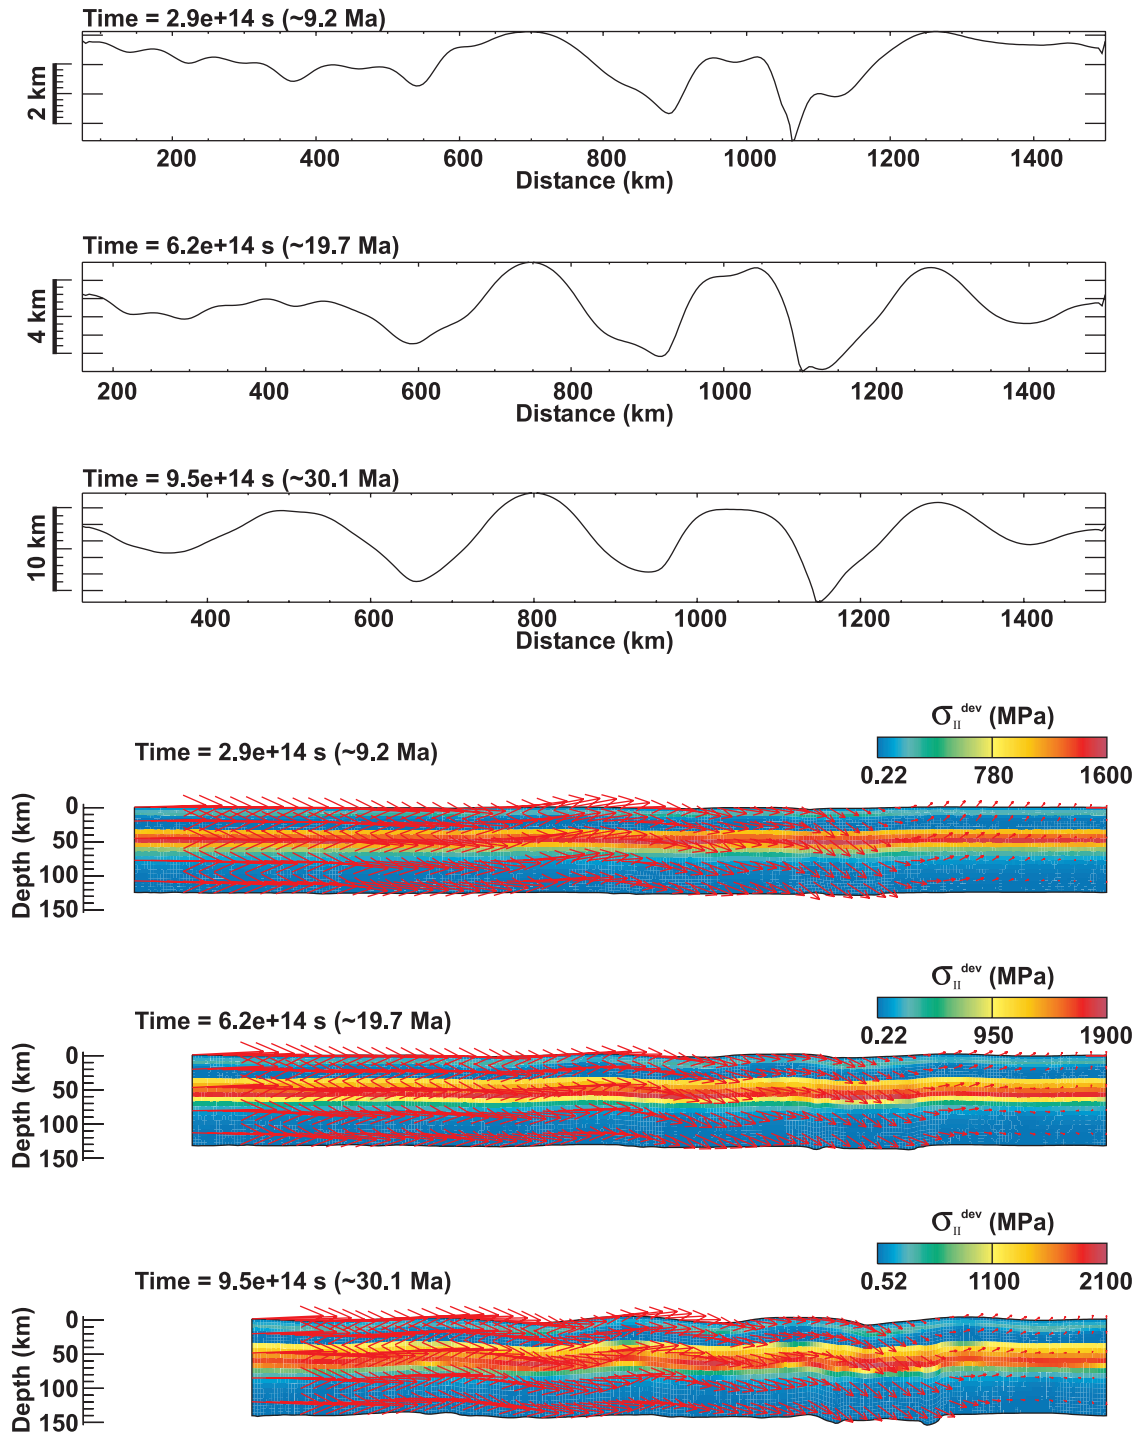 Time = 2.9e+14 s (~9.2 Ma)
2 km
200 400 600 800 1000 1200 1400
Distance (km)
Time = 6.2e+14 s (~19.7 Ma)
4 km
200 400 600 800 1000 1200 1400
Distance (km)
Time = 9.5e+14 s (~30.1 Ma)
10 km
400 600 800 1000 1200 1400
Distance (km)
σII dev (MPa)
0.22 780 1600
Time = 2.9e+14 s (~9.2 Ma)
Depth (km)
0
50
100
150
σII dev (MPa)
0.22 950 1900
Time = 6.2e+14 s (~19.7 Ma)
Depth (km)
0
50
100
150
σII dev (MPa)
0.52 1100 2100
Time = 9.5e+14 s (~30.1 Ma)
Depth (km)
0
50
100
150